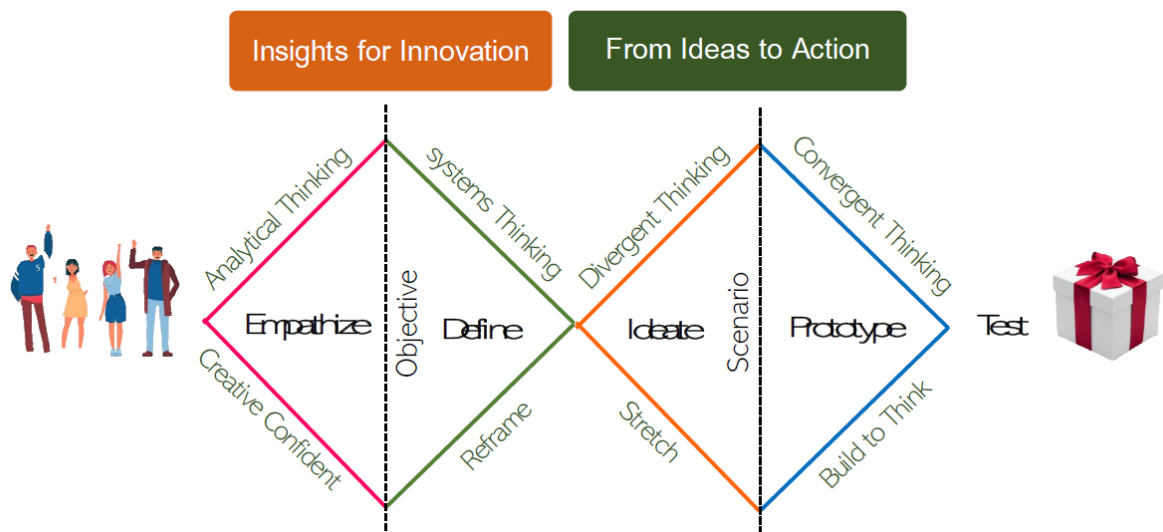 Insights for Innovation
From Ideas to Action
Analytical Thinking
systems Thinking
Divergent Thinking
Convergent Thinking
Empathize
Objective
Define
Ideate
Scenario
Prototype
Test
Creative Confident
Reframe
Stretch
Build to Think
5